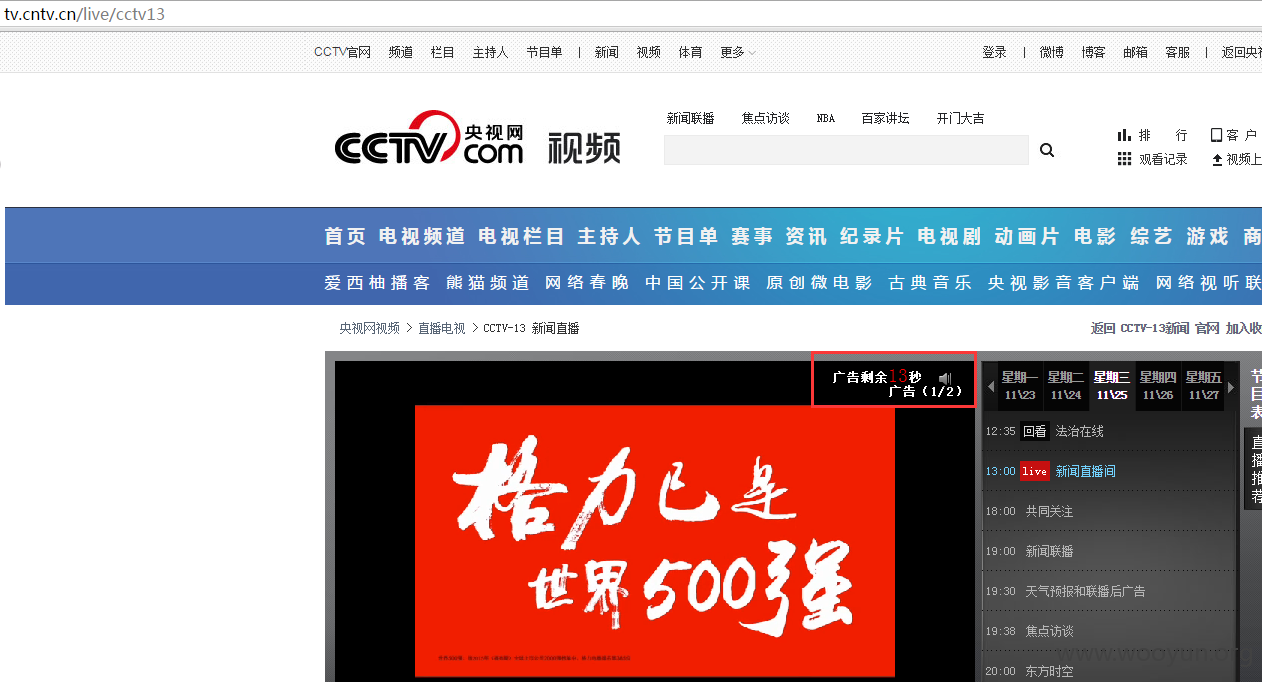 tv.cntv.cn/live/cctv13
CCTV官网 频道 栏目 主持人 节目单 | 新闻 视频 体育 更多
登录 | 微博 博客 邮箱 客服 | 返回央视
CCTV 央视网 .com 视频
新闻联播 焦点访谈 NBA 百家讲坛 开门大吉
排 行 客 户
观看记录 视频上
首页 电视频道 电视栏目 主持人 节目单 赛事 资讯 纪录片 电视剧 动画片 电影 综艺 游戏 商
爱西柚播客 熊猫频道 网络春晚 中国公开课 原创微电影 古典音乐 央视影音客户端 网络视听联
央视网视频 > 直播电视 > CCTV-13 新闻直播
返回 CCTV-13新闻 官网 加入收
广告剩余13秒
广告 (1/2)
格力已是
世界500强
星期一 星期二 星期三 星期四 星期五
11\23 11\24 11\25 11\26 11\27
节目表
直播推荐
12:35 回看 法治在线
13:00 live 新闻直播间
18:00 共同关注
19:00 新闻联播
19:30 天气预报和联播后广告
19:38 焦点访谈
20:00 东方时空
www.wooyun.org